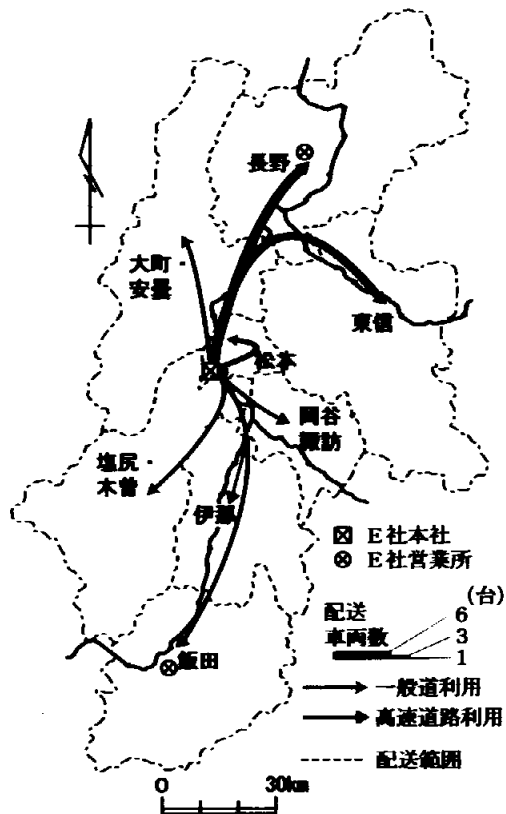 長野
大町・
安曇
東信
松本
岡谷
諏訪
塩尻・
木曽
伊那
E社本社
E社営業所
配送
車両数
(台)
6
3
1
飯田
一般道利用
高速道路利用
配送範囲
0
30km